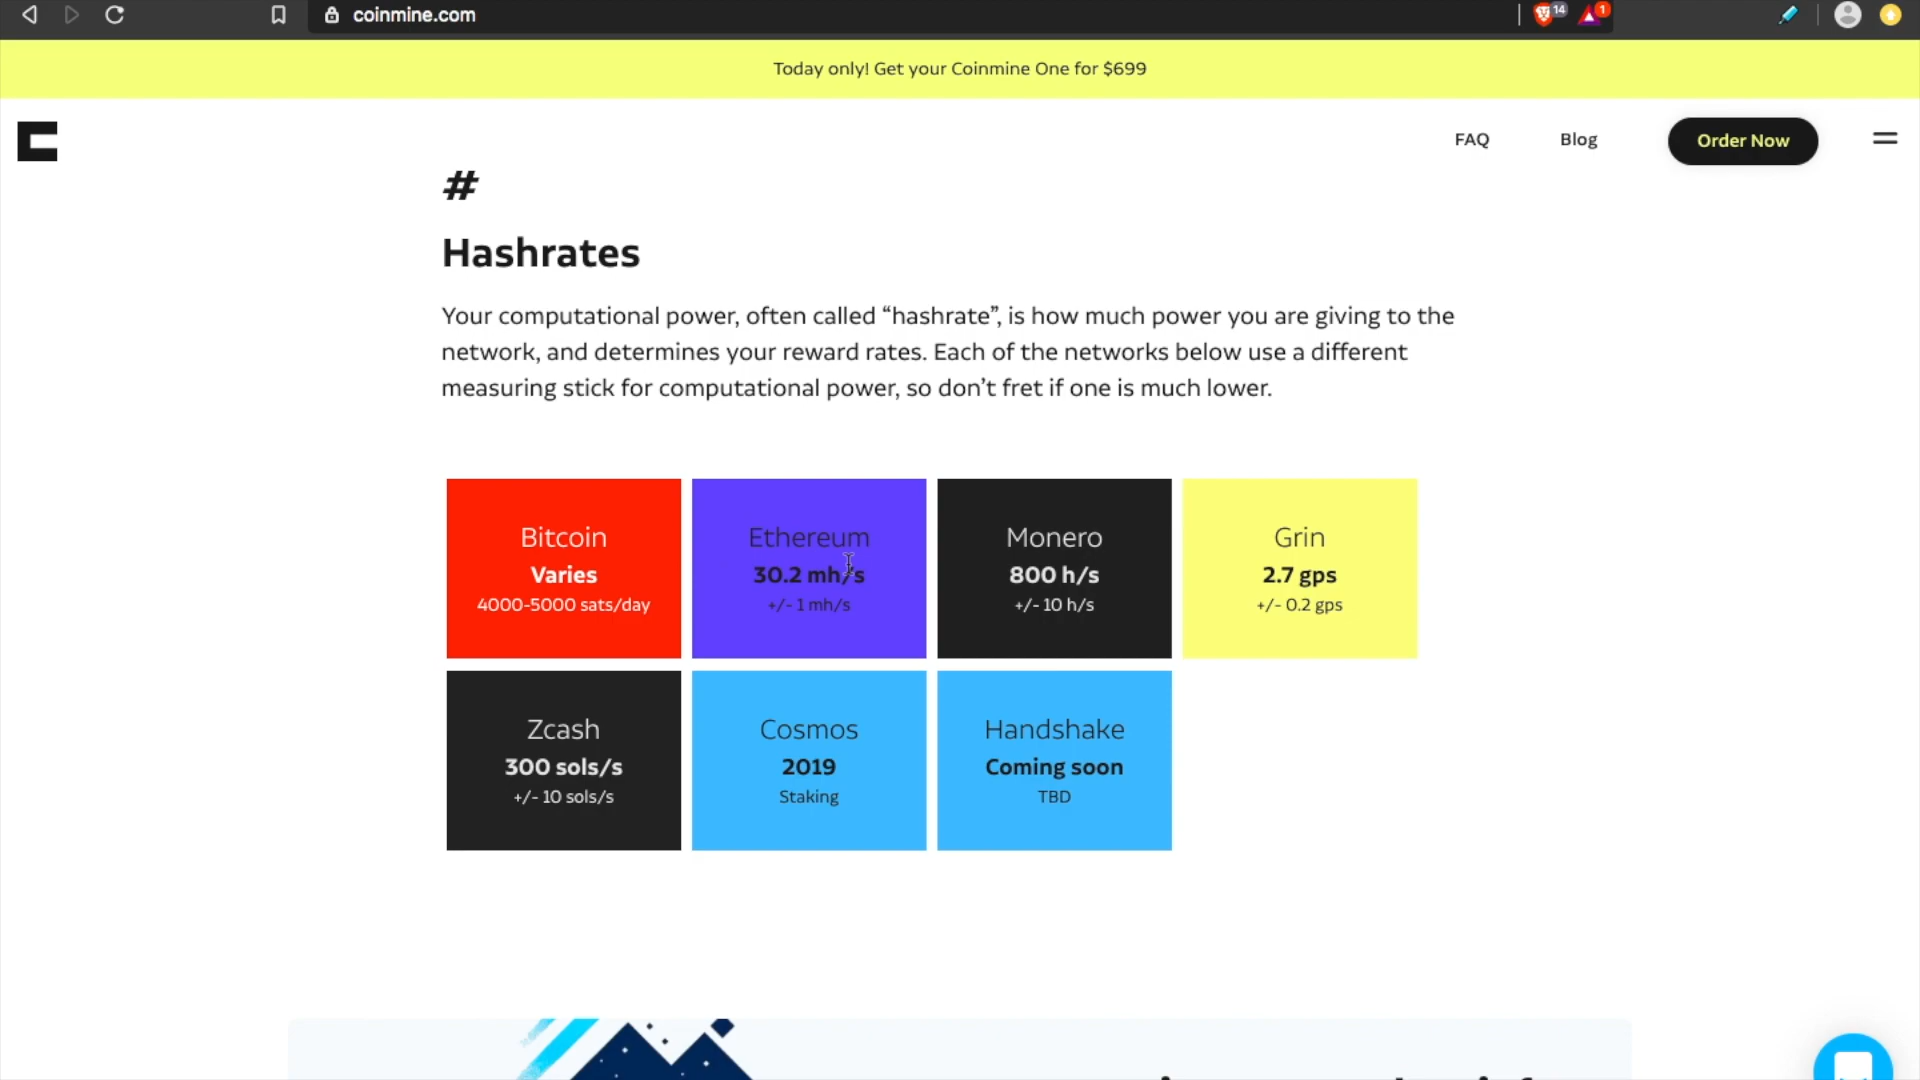 coinmine.com
14
1
Today only! Get your Coinmine One for $699
FAQ
Blog
Order Now
#
Hashrates
Your computational power, often called “hashrate”, is how much power you are giving to the
network, and determines your reward rates. Each of the networks below use a different
measuring stick for computational power, so don’t fret if one is much lower.
Bitcoin
Varies
4000-5000 sats/day
Ethereum
30.2 mh/s
+/- 1 mh/s
Monero
800 h/s
+/- 10 h/s
Grin
2.7 gps
+/- 0.2 gps
Zcash
300 sols/s
+/- 10 sols/s
Cosmos
2019
Staking
Handshake
Coming soon
TBD